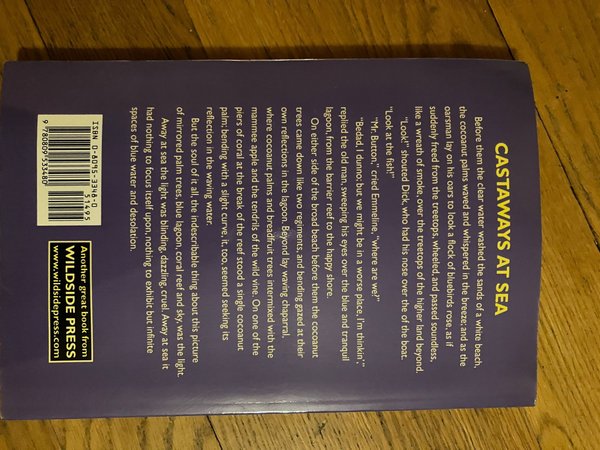 CASTAWAYS AT SEA
Before them the clear water washed the sands of a white beach,
the cocoanut palms waved and whispered in the breeze; and as the
oarsman lay on his oars to look a flock of bluebirds rose, as if
suddenly freed from the treetops, wheeled, and passed soundless,
like a wreath of smoke, over the treetops of the higher land beyond.
"Look!" shouted Dick, who had his nose over the of the boat.
"Look at the fish!"
"Mr. Button," cried Emmeline, "where are we?"
"Bedad, I dunno; but we might be in a worse place, I'm thinkin',"
replied the old man, sweeping his eyes over the blue and tranquil
lagoon, from the barrier reef to the happy shore.
On either side of the broad beach before them the cocoanut
trees came down like two regiments, and bending gazed at their
own reflections in the lagoon. Beyond lay waving chaparral,
where cocoanut palms and breadfruit trees intermixed with the
mammee apple and the tendrils of the wild vine. On one of the
piers of coral at the break of the reef stood a single cocoanut
palm; bending with a slight curve, it, too, seemed seeking its
reflection in the waving water.
But the soul of it all, the indescribable thing about this picture
of mirrored palm trees, blue lagoon, coral reef and sky, was the light.
Away at sea the light was blinding, dazzling, cruel. Away at sea it
had nothing to focus itself upon, nothing to exhibit but infinite
spaces of blue water and desolation.
ISBN 0-8095-3348-0
51495
9780809533480
Another great book from
WILDSIDE PRESS
www.wildsidepress.com